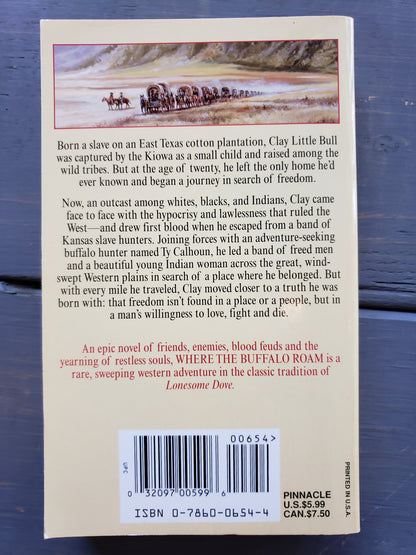 Born a slave on an East Texas cotton plantation, Clay Little Bull
was captured by the Kiowa as a small child and raised among the
wild tribes. But at the age of twenty, he left the only home he'd
ever known and began a journey in search of freedom.
Now, an outcast among whites, blacks, and Indians, Clay came
face to face with the hypocrisy and lawlessness that ruled the
West—and drew first blood when he escaped from a band of
Kansas slave hunters. Joining forces with an adventure-seeking
buffalo hunter named Ty Calhoun, he led a band of freed men
and a beautiful young Indian woman across the great, wind-
swept Western plains in search of a place where he belonged. But
with every mile he traveled, Clay moved closer to a truth he was
born with: that freedom isn't found in a place or a people, but in
a man's willingness to love, fight and die.
An epic novel of friends, enemies, blood feuds and the
yearning of restless souls, WHERE THE BUFFALO ROAM is a
rare, sweeping western adventure in the classic tradition of
Lonesome Dove.
00654>
0 32097 00599 6
ISBN 0-7860-0654-4
PINNACLE
U.S.$5.99
CAN.$7.50
PRINTED IN U.S.A.